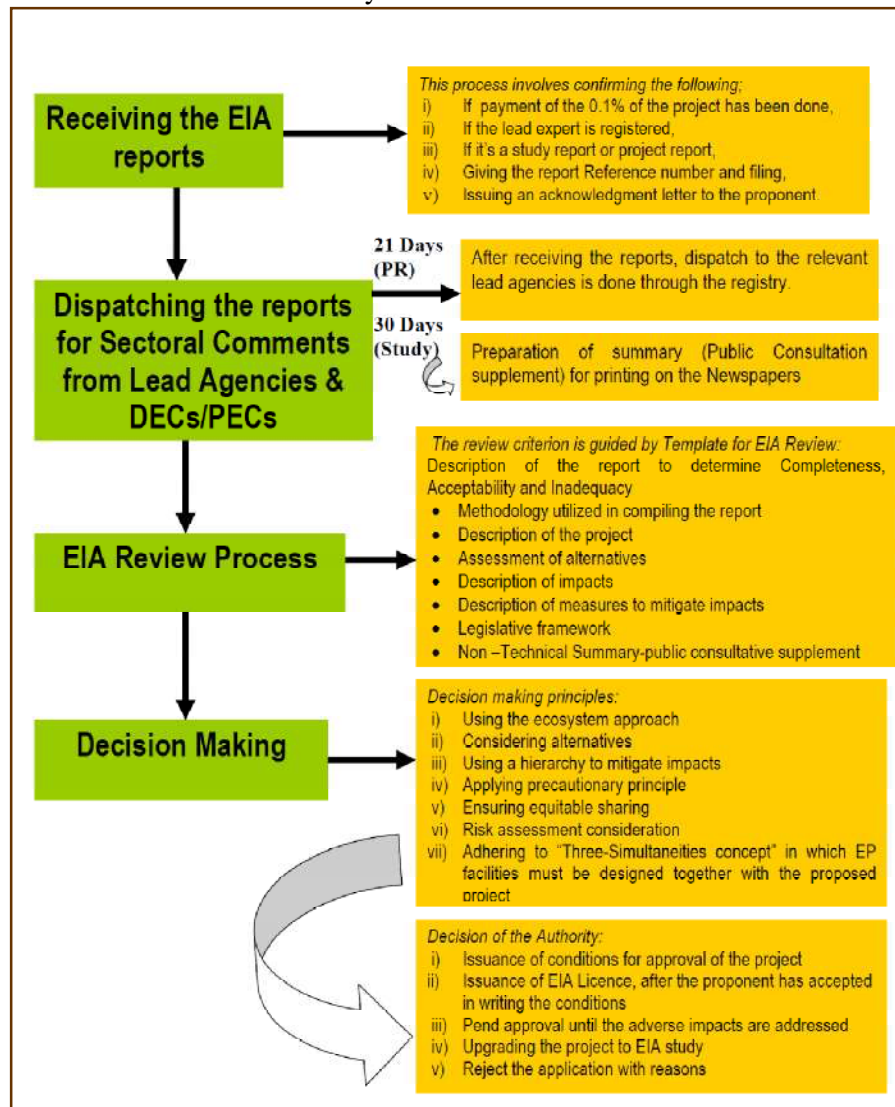 Receiving the EIA
reports
This process involves confirming the following;
i) If payment of the 0.1% of the project has been done,
ii) If the lead expert is registered,
iii) If it's a study report or project report,
iv) Giving the report Reference number and filing,
v) Issuing an acknowledgment letter to the proponent.
21 Days
(PR)
30 Days
(Study)
Dispatching the reports
for Sectoral Comments
from Lead Agencies &
DECs/PECs
After receiving the reports, dispatch to the relevant
lead agencies is done through the registry.
Preparation of summary (Public Consultation
supplement) for printing on the Newspapers
EIA Review Process
The review criterion is guided by Template for EIA Review:
Description of the report to determine Completeness,
Acceptability and Inadequacy
• Methodology utilized in compiling the report
• Description of the project
• Assessment of alternatives
• Description of impacts
• Description of measures to mitigate impacts
• Legislative framework
• Non –Technical Summary-public consultative supplement
Decision Making
Decision making principles:
i) Using the ecosystem approach
ii) Considering alternatives
iii) Using a hierarchy to mitigate impacts
iv) Applying precautionary principle
v) Ensuring equitable sharing
vi) Risk assessment consideration
vii) Adhering to “Three-Simultaneities concept” in which EP
facilities must be designed together with the proposed
project
Decision of the Authority:
i) Issuance of conditions for approval of the project
ii) Issuance of EIA Licence, after the proponent has accepted
in writing the conditions
iii) Pend approval until the adverse impacts are addressed
iv) Upgrading the project to EIA study
v) Reject the application with reasons